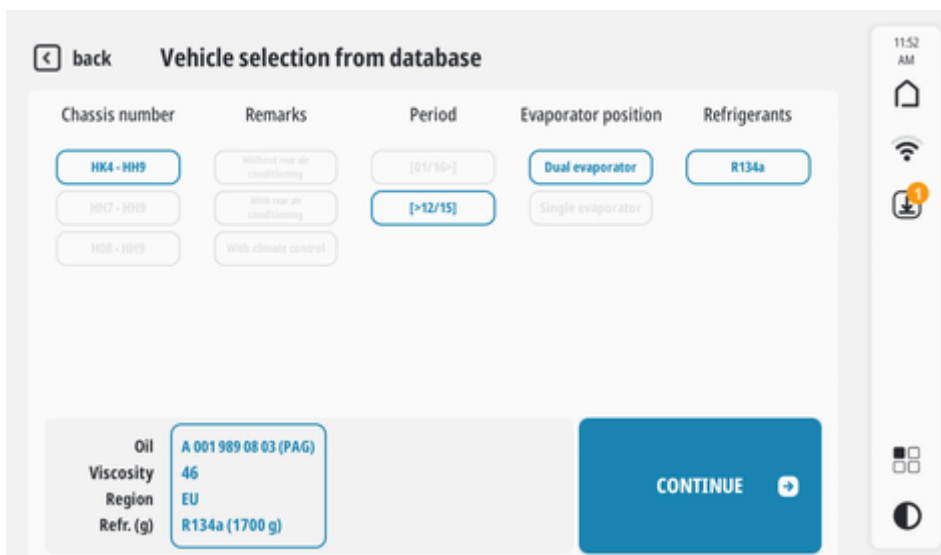 11:52
AM
back
Vehicle selection from database
Chassis number
Remarks
Period
Evaporator position
Refrigerants
HK4 - HH9
Without rear air
conditioning
[01/16>]
Dual evaporator
R134a
HH7 - HH9
With rear air
conditioning
[>12/15]
Single evaporator
H08 - HH9
With climate control
1
Oil
A 001 989 08 03 (PAG)
Viscosity
46
Region
EU
Refr. (g)
R134a (1700 g)
CONTINUE